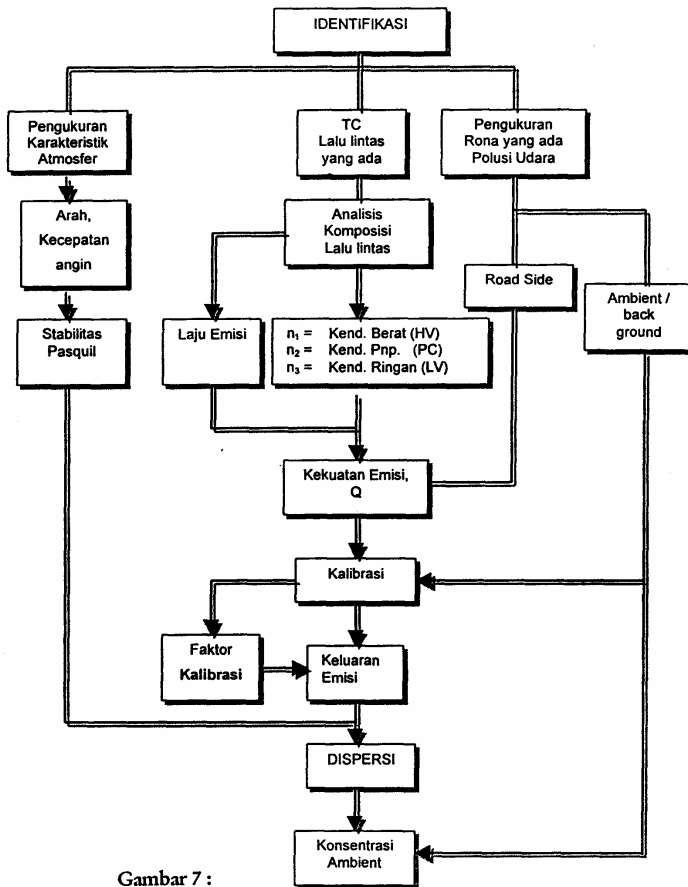 IDENTIFIKASI
Pengukuran
Karakteristik
Atmosfer
TC
Lalu lintas
yang ada
Pengukuran
Rona yang ada
Polusi Udara
Arah,
Kecepatan
angin
Analisis
Komposisi
Lalu lintas
Road Side
Ambient /
back
ground
Stabilitas
Pasquil
Laju Emisi
n₁ = Kend. Berat (HV)
n₂ = Kend. Pnp. (PC)
n₃ = Kend. Ringan (LV)
Kekuatan Emisi,
Q
Kalibrasi
Faktor
Kalibrasi
Keluaran
Emisi
DISPERSI
Konsentrasi
Ambient
Gambar 7 :